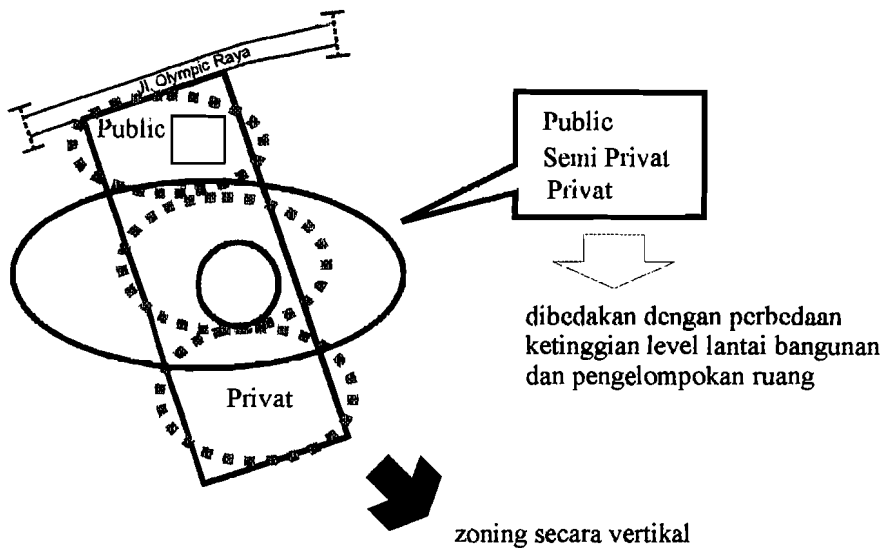 Jl. Olympic Raya
Public
Public
Semi Privat
Privat
dibedakan dengan perbedaan
ketinggian level lantai bangunan
dan pengelompokan ruang
Privat
zoning secara vertikal